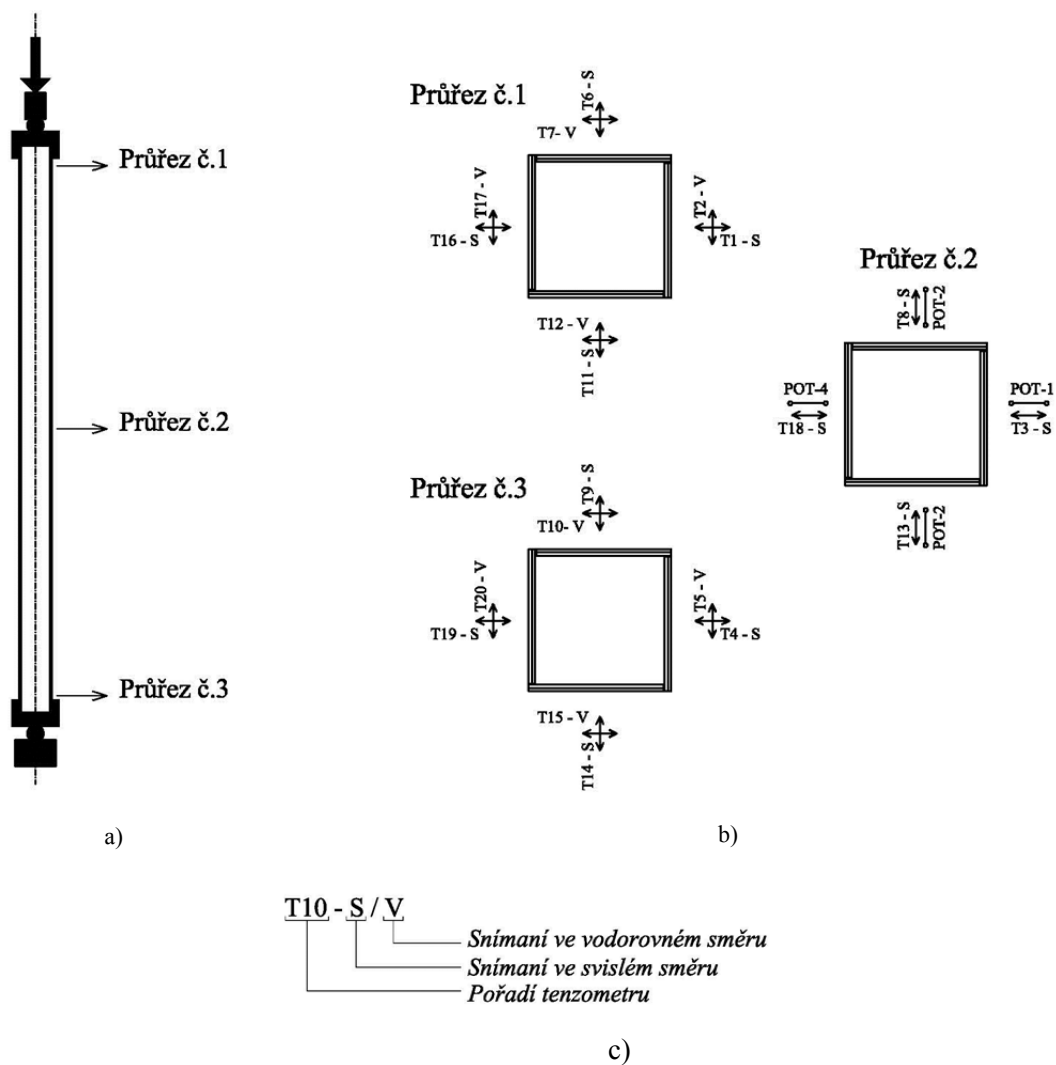 Průřez č.1
Průřez č.2
Průřez č.3
a)
Průřez č.1
T6 - S
T7- V
T17 - V
T16 - S
T2 - V
T1 - S
T12 - V
T11 - S
Průřez č.2
T8 - S
POT-2
POT-4
T18 - S
POT-1
T3 - S
T13 - S
POT-2
Průřez č.3
T9 - S
T10- V
T20 - V
T19 - S
T5 - V
T4 - S
T15 - V
T14 - S
b)
T10 - S / V
Snímaní ve vodorovném směru
Snímaní ve svislém směru
Pořadí tenzometru
c)